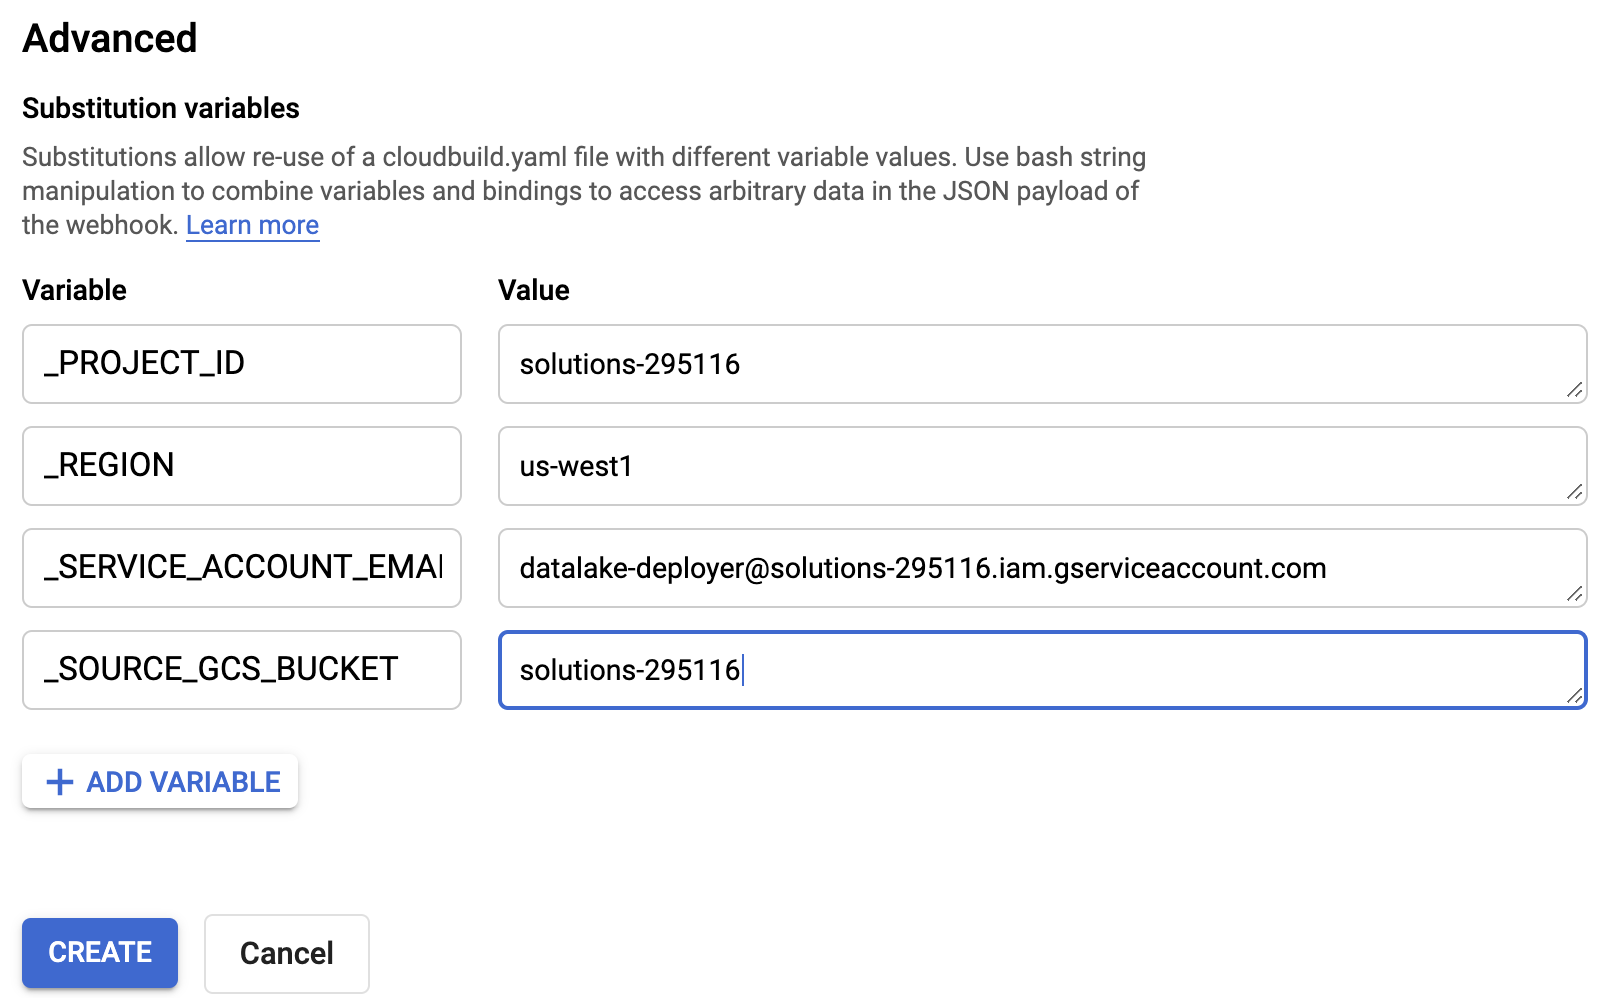 Advanced
Substitution variables
Substitutions allow re-use of a cloudbuild.yaml file with different variable values. Use bash string
manipulation to combine variables and bindings to access arbitrary data in the JSON payload of
the webhook. Learn more
Variable Value
_PROJECT_ID solutions-295116
_REGION us-west1
_SERVICE_ACCOUNT_EMAI datalake-deployer@solutions-295116.iam.gserviceaccount.com
_SOURCE_GCS_BUCKET solutions-295116
+ ADD VARIABLE
CREATE Cancel